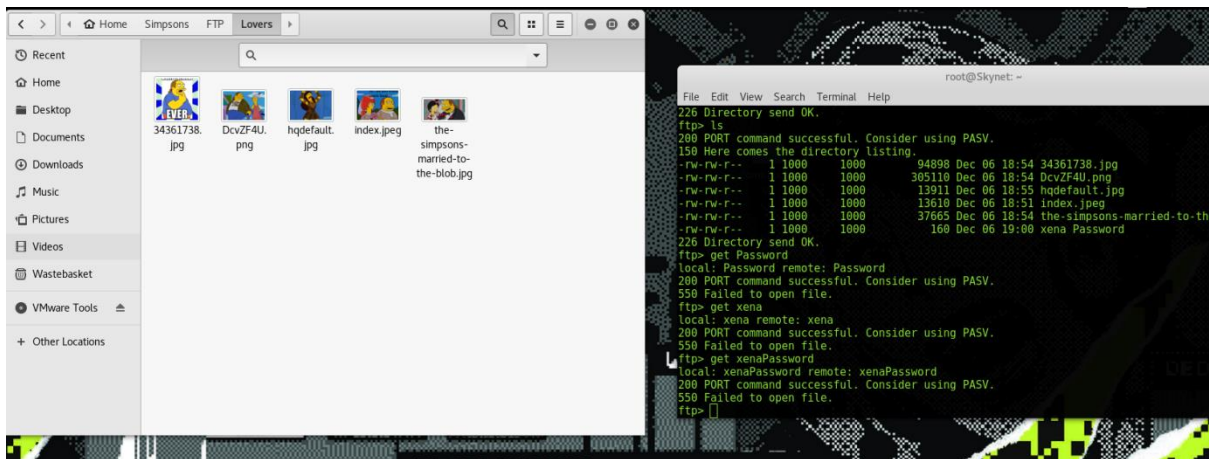 Home Simpsons FTP Lovers
Recent
Home
Desktop
Documents
Downloads
Music
Pictures
Videos
Wastebasket
VMware Tools
+ Other Locations
EVER
34361738.
jpg
DcvZF4U.
png
hqdefault.
jpg
index.jpeg
the-
simpsons-
married-to-
the-blob.jpg
root@Skynet: ~
File Edit View Search Terminal Help
226 Directory send OK.
ftp> ls
200 PORT command successful. Consider using PASV.
150 Here comes the directory listing.
-rw-rw-r-- 1 1000 1000 94898 Dec 06 18:54 34361738.jpg
-rw-rw-r-- 1 1000 1000 305110 Dec 06 18:54 DcvZF4U.png
-rw-rw-r-- 1 1000 1000 13911 Dec 06 18:55 hqdefault.jpg
-rw-rw-r-- 1 1000 1000 13610 Dec 06 18:51 index.jpeg
-rw-rw-r-- 1 1000 1000 37665 Dec 06 18:54 the-simpsons-married-to-th
-rw-rw-r-- 1 1000 1000 160 Dec 06 19:00 xena Password
226 Directory send OK.
ftp> get Password
local: Password remote: Password
200 PORT command successful. Consider using PASV.
550 Failed to open file.
ftp> get xena
local: xena remote: xena
200 PORT command successful. Consider using PASV.
550 Failed to open file.
ftp> get xenaPassword
local: xenaPassword remote: xenaPassword
200 PORT command successful. Consider using PASV.
550 Failed to open file.
ftp>